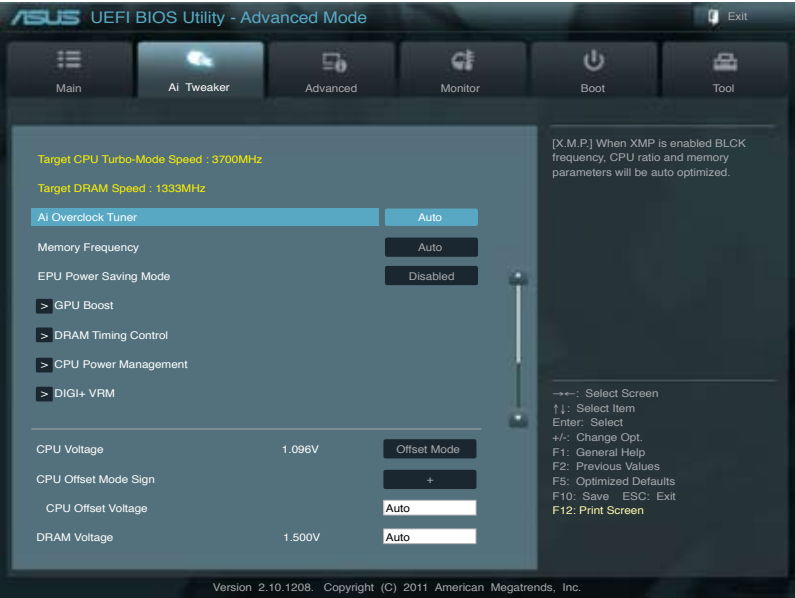 ASUS UEFI BIOS Utility - Advanced Mode
Exit
Main
Ai Tweaker
Advanced
Monitor
Boot
Tool
Target CPU Turbo-Mode Speed : 3700MHz
Target DRAM Speed : 1333MHz
Ai Overclock Tuner Auto
Memory Frequency Auto
EPU Power Saving Mode Disabled
> GPU Boost
> DRAM Timing Control
> CPU Power Management
> DIGI+ VRM
CPU Voltage 1.096V Offset Mode
CPU Offset Mode Sign +
CPU Offset Voltage Auto
DRAM Voltage 1.500V Auto
[X.M.P.] When XMP is enabled BLCK
frequency, CPU ratio and memory
parameters will be auto optimized.
→←: Select Screen
↑↓: Select Item
Enter: Select
+/-: Change Opt.
F1: General Help
F2: Previous Values
F5: Optimized Defaults
F10: Save ESC: Exit
F12: Print Screen
Version 2.10.1208. Copyright (C) 2011 American Megatrends, Inc.